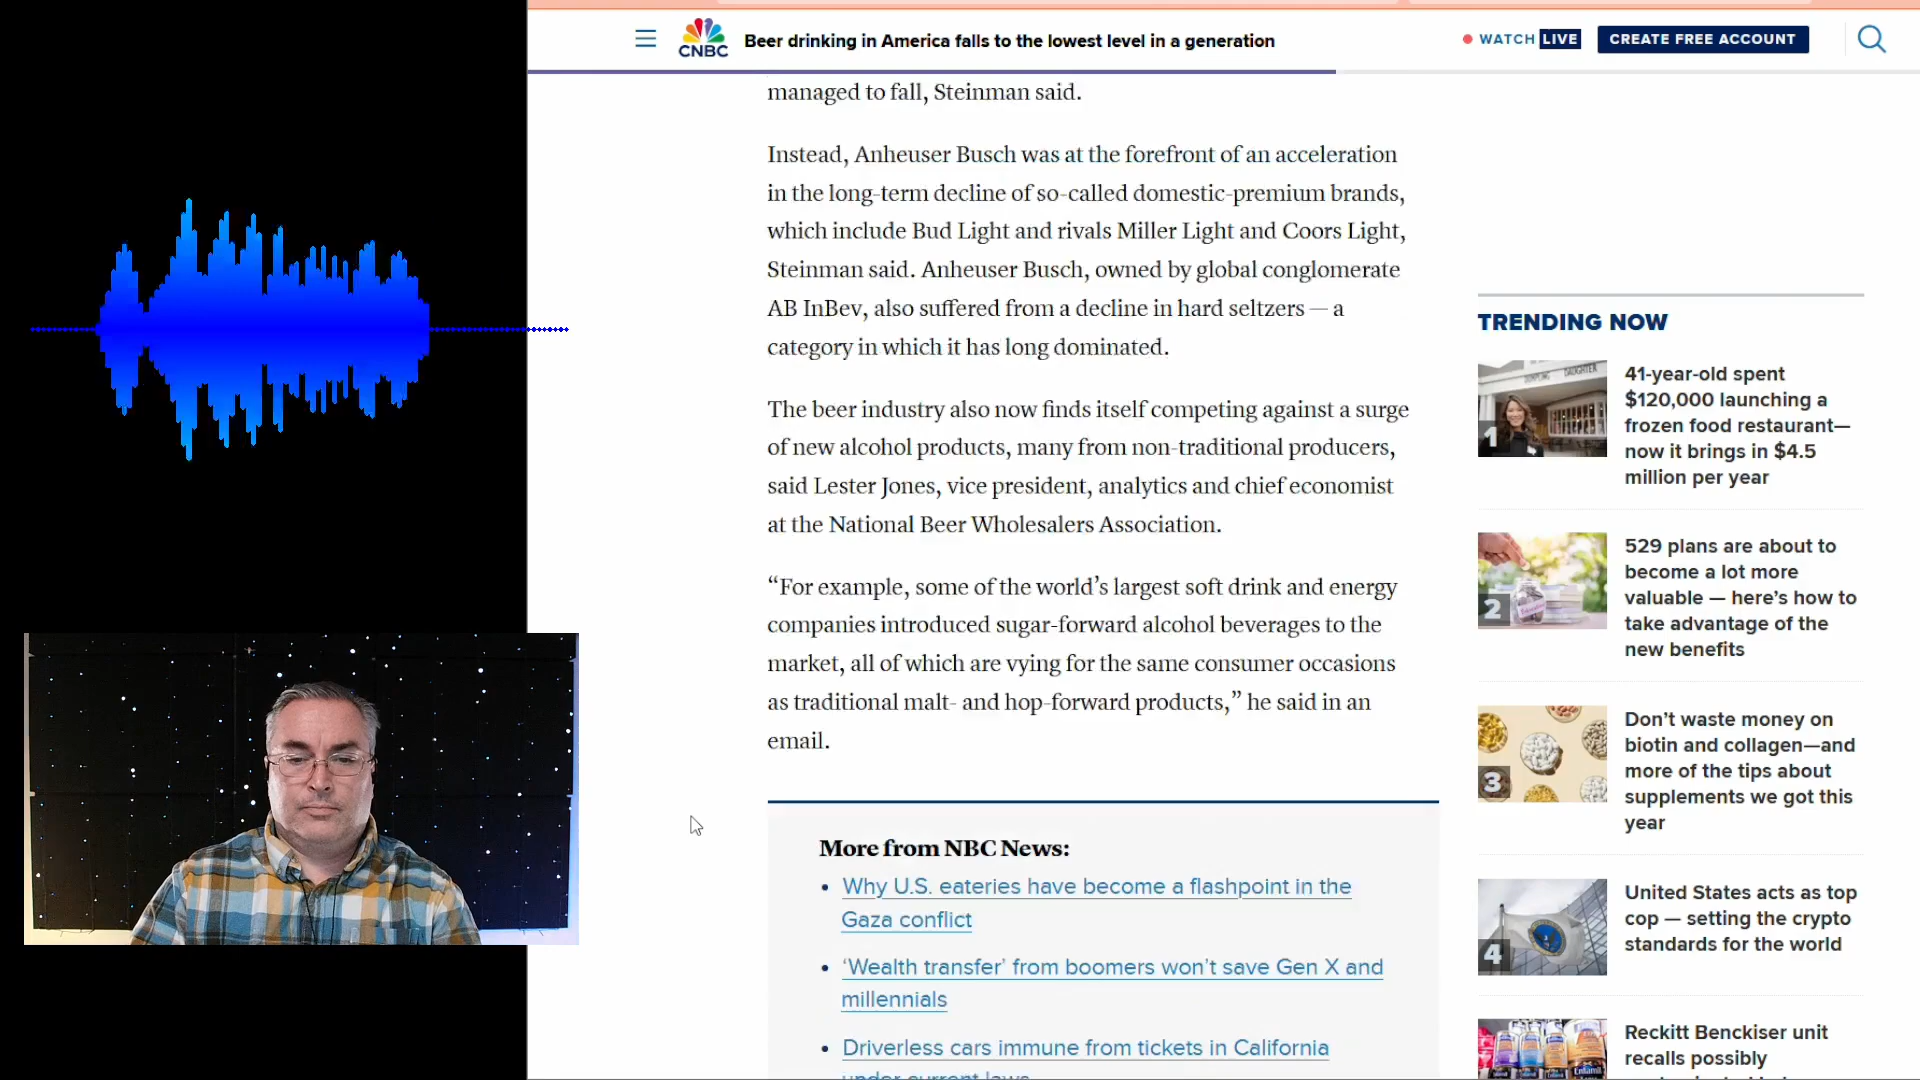 CNBC
Beer drinking in America falls to the lowest level in a generation
WATCH LIVE
CREATE FREE ACCOUNT
managed to fall, Steinman said.
Instead, Anheuser Busch was at the forefront of an acceleration
in the long-term decline of so-called domestic-premium brands,
which include Bud Light and rivals Miller Light and Coors Light,
Steinman said. Anheuser Busch, owned by global conglomerate
AB InBev, also suffered from a decline in hard seltzers — a
category in which it has long dominated.
The beer industry also now finds itself competing against a surge
of new alcohol products, many from non-traditional producers,
said Lester Jones, vice president, analytics and chief economist
at the National Beer Wholesalers Association.
“For example, some of the world’s largest soft drink and energy
companies introduced sugar-forward alcohol beverages to the
market, all of which are vying for the same consumer occasions
as traditional malt- and hop-forward products,” he said in an
email.
More from NBC News:
• Why U.S. eateries have become a flashpoint in the
Gaza conflict
• ‘Wealth transfer’ from boomers won’t save Gen X and
millennials
• Driverless cars immune from tickets in California
under current laws
TRENDING NOW
1
41-year-old spent
$120,000 launching a
frozen food restaurant—
now it brings in $4.5
million per year
2
529 plans are about to
become a lot more
valuable — here’s how to
take advantage of the
new benefits
3
Don’t waste money on
biotin and collagen—and
more of the tips about
supplements we got this
year
4
United States acts as top
cop — setting the crypto
standards for the world
Reckitt Benckiser unit
recalls possibly